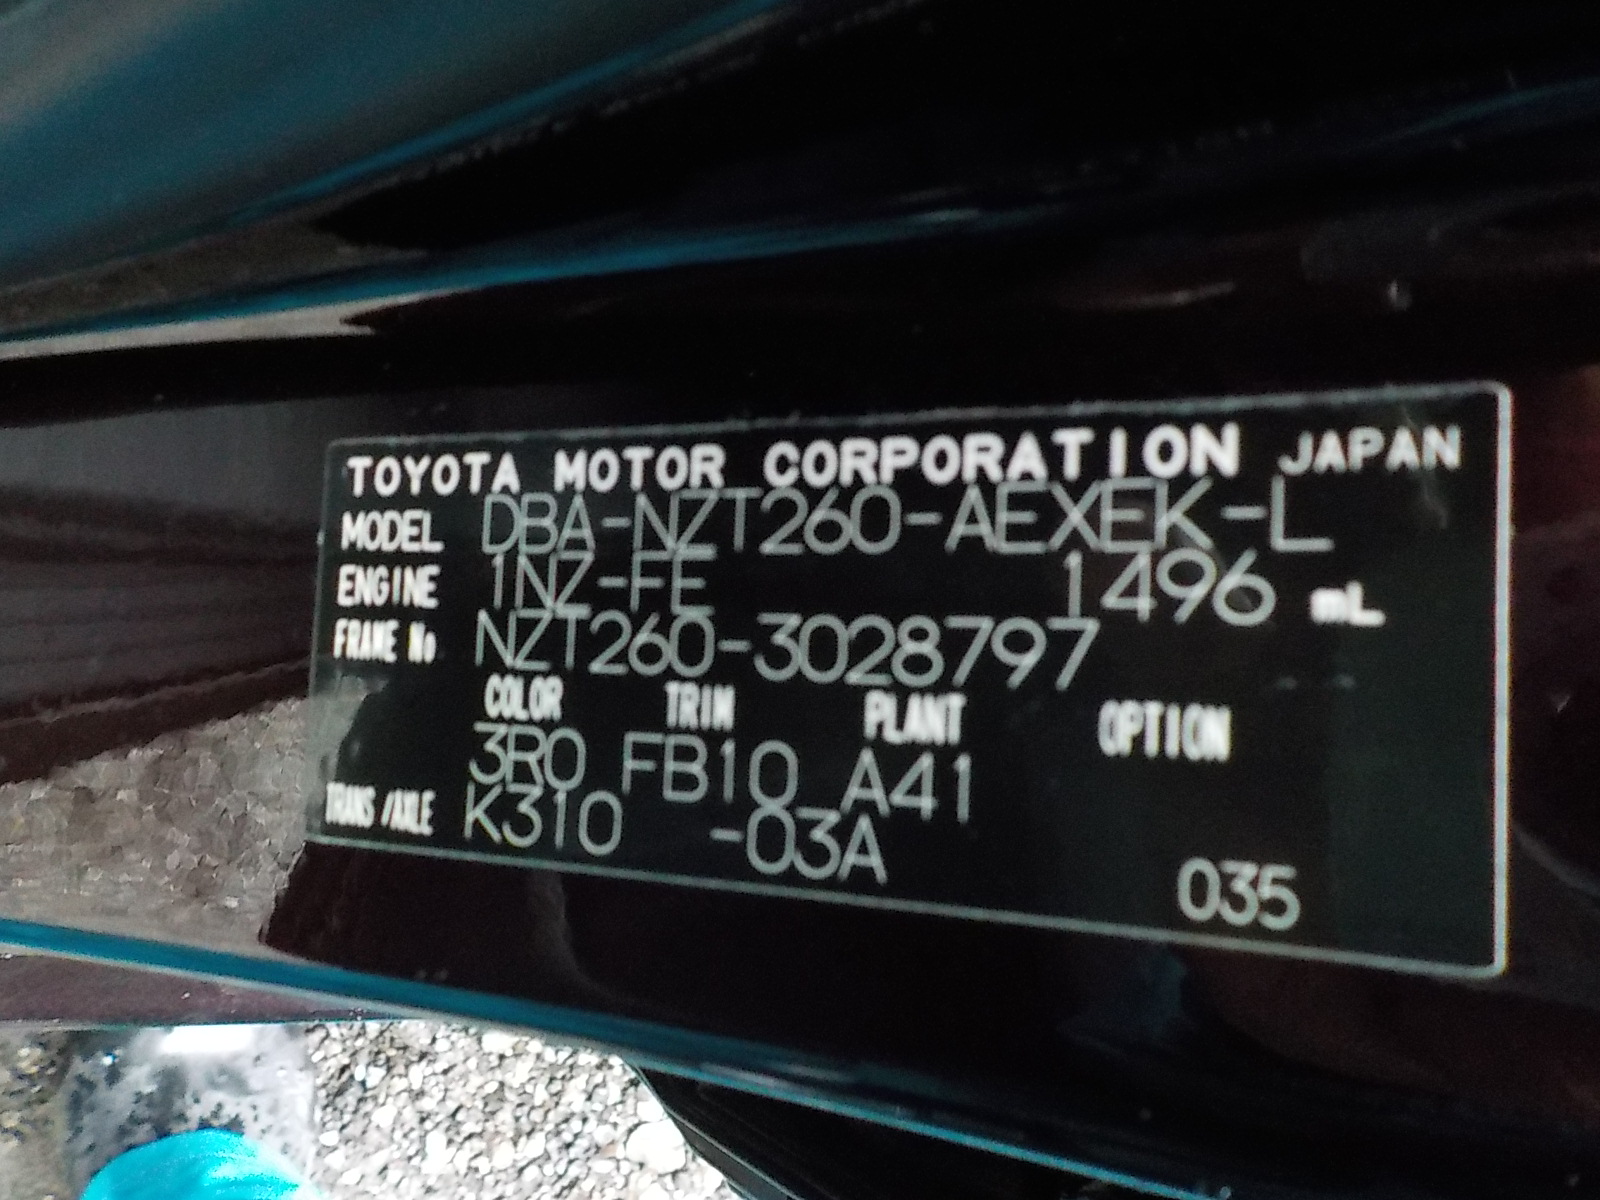 TOYOTA MOTOR CORPORATION JAPAN
MODEL DBA-NZT260-AEXEK-L
ENGINE 1NZ-FE 1496 mL
FRAME No NZT260-3028797
COLOR TRIM PLANT OPTION
3R0 FB10 A41
TRANS/AXLE K310 -03A
035